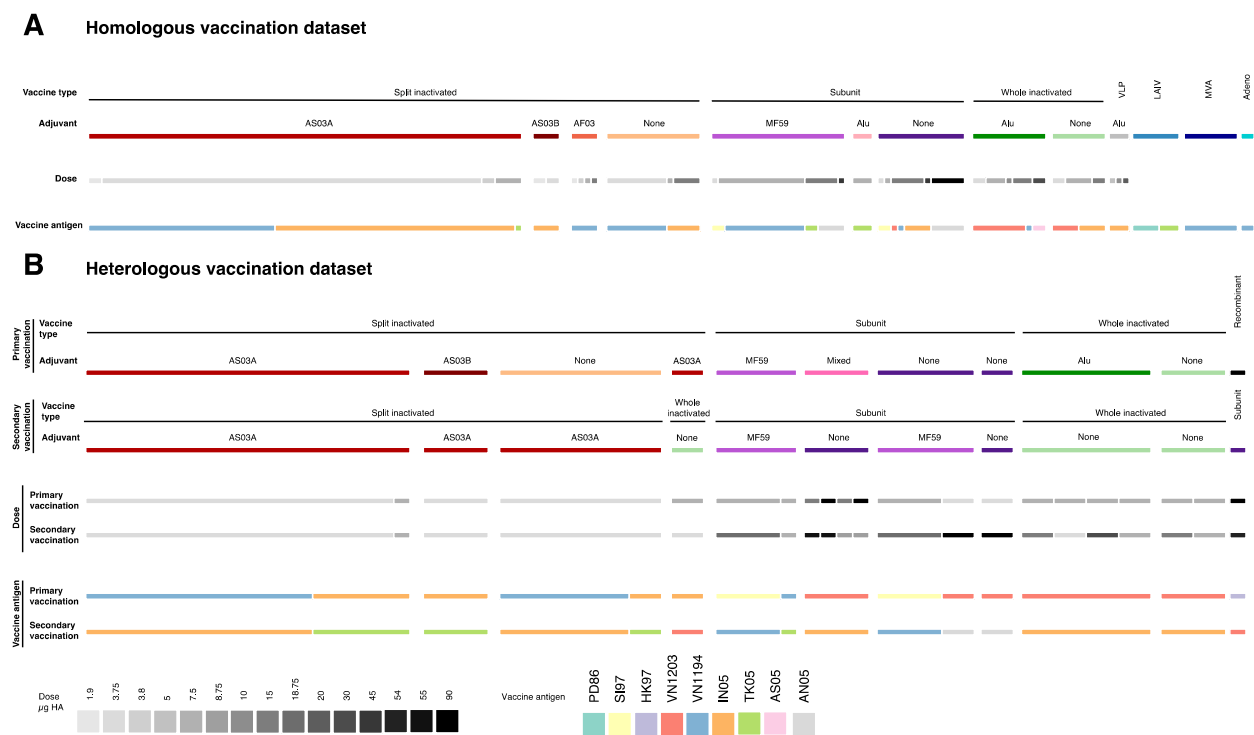 A Homologous vaccination dataset
Vaccine type Split inactivated Subunit Whole inactivated VLP LAIV MVA Adeno
Adjuvant AS03A AS03B AF03 None MF59 Alu None Alu None Alu
Dose
Vaccine antigen
B Heterologous vaccination dataset
Primary vaccination
Vaccine type Split inactivated Subunit Whole inactivated Recombinant
Adjuvant AS03A AS03B None AS03A MF59 Mixed None None Alu None
Secondary vaccination
Vaccine type Split inactivated Whole inactivated Subunit Whole inactivated Subunit
Adjuvant AS03A AS03A AS03A None MF59 None MF59 None None None
Dose
Primary vaccination
Secondary vaccination
Vaccine antigen
Primary vaccination
Secondary vaccination
Dose µg HA 1.9 3.75 3.8 5 7.5 8.75 10 15 18.75 20 30 45 54 55 90
Vaccine antigen PD86 SI97 HK97 VN1203 VN1194 IN05 TK05 AS05 AN05